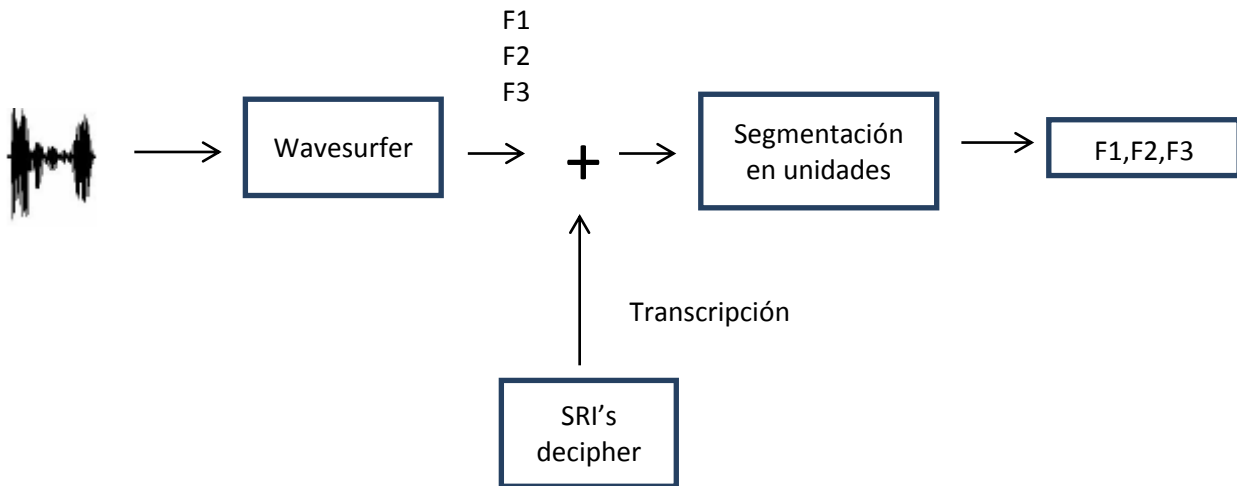 F1
F2
F3
Wavesurfer
+
Segmentación
en unidades
F1,F2,F3
Transcripción
SRI’s
decipher